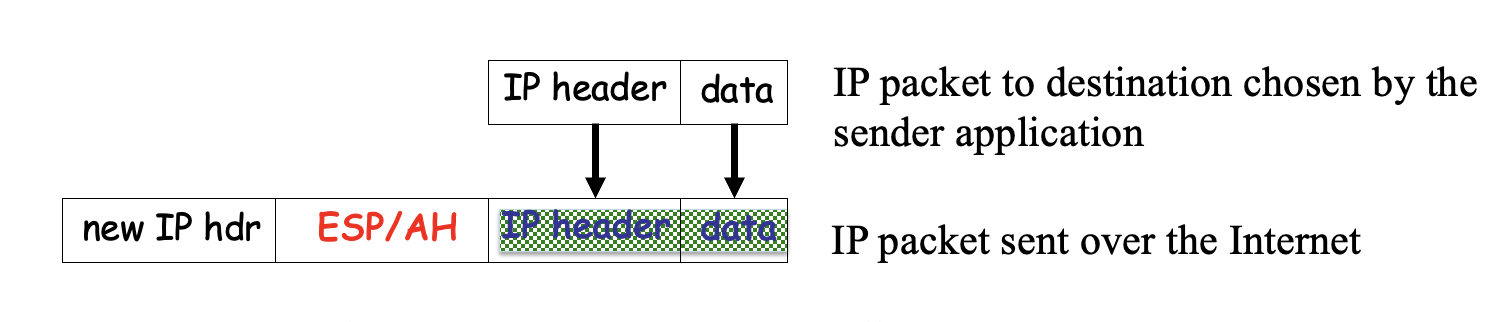 IP header data
IP packet to destination chosen by the
sender application
new IP hdr ESP/AH IP header data
IP packet sent over the Internet